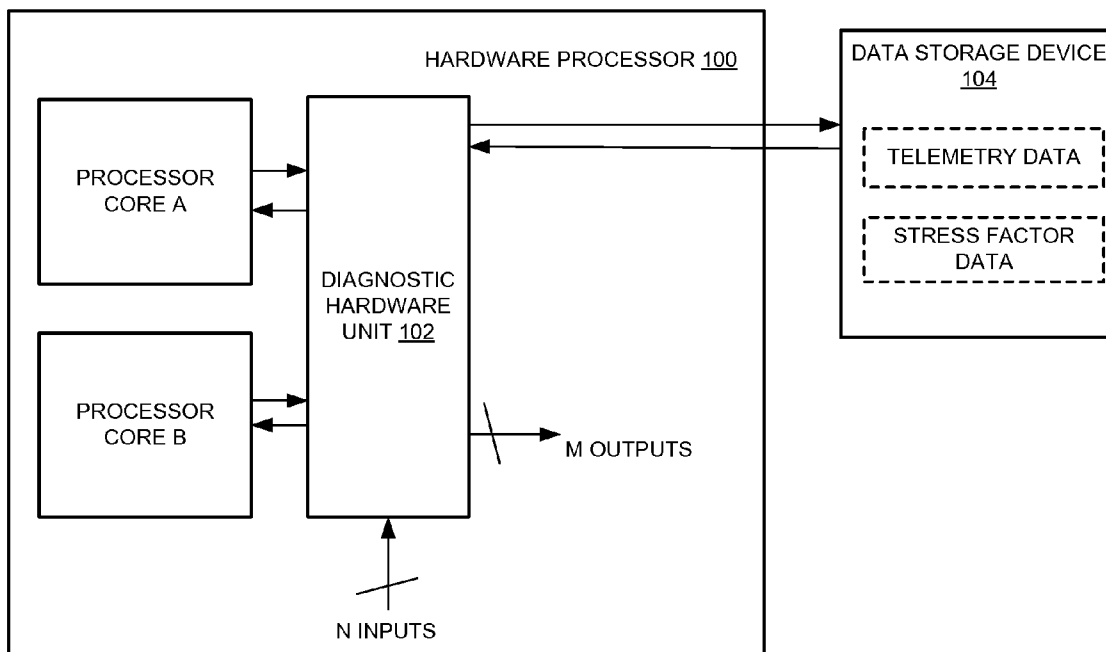 HARDWARE PROCESSOR 100
DATA STORAGE DEVICE
104
TELEMETRY DATA
STRESS FACTOR
DATA
PROCESSOR
CORE A
DIAGNOSTIC
HARDWARE
UNIT 102
PROCESSOR
CORE B
M OUTPUTS
N INPUTS